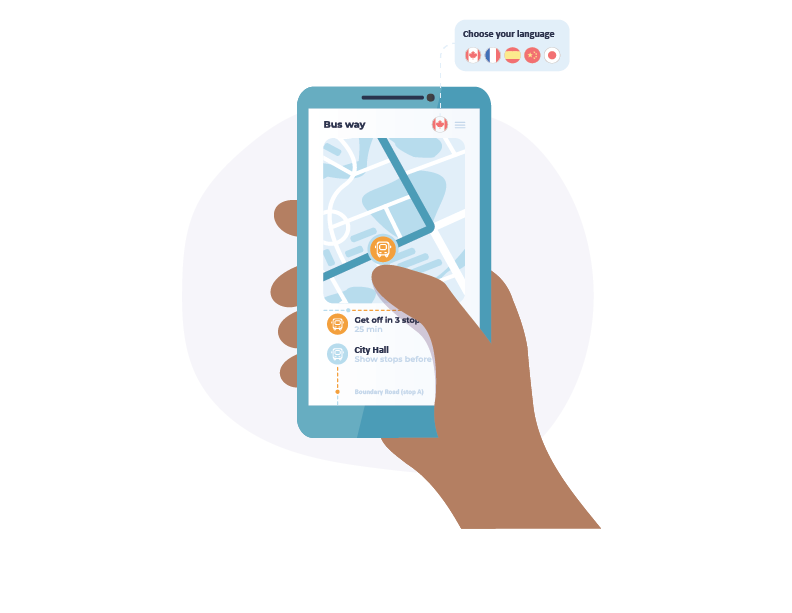 Choose your language
Bus way
Get off in 3 stop
25 min
City Hall
Show stops before
Boundary Road (stop A)